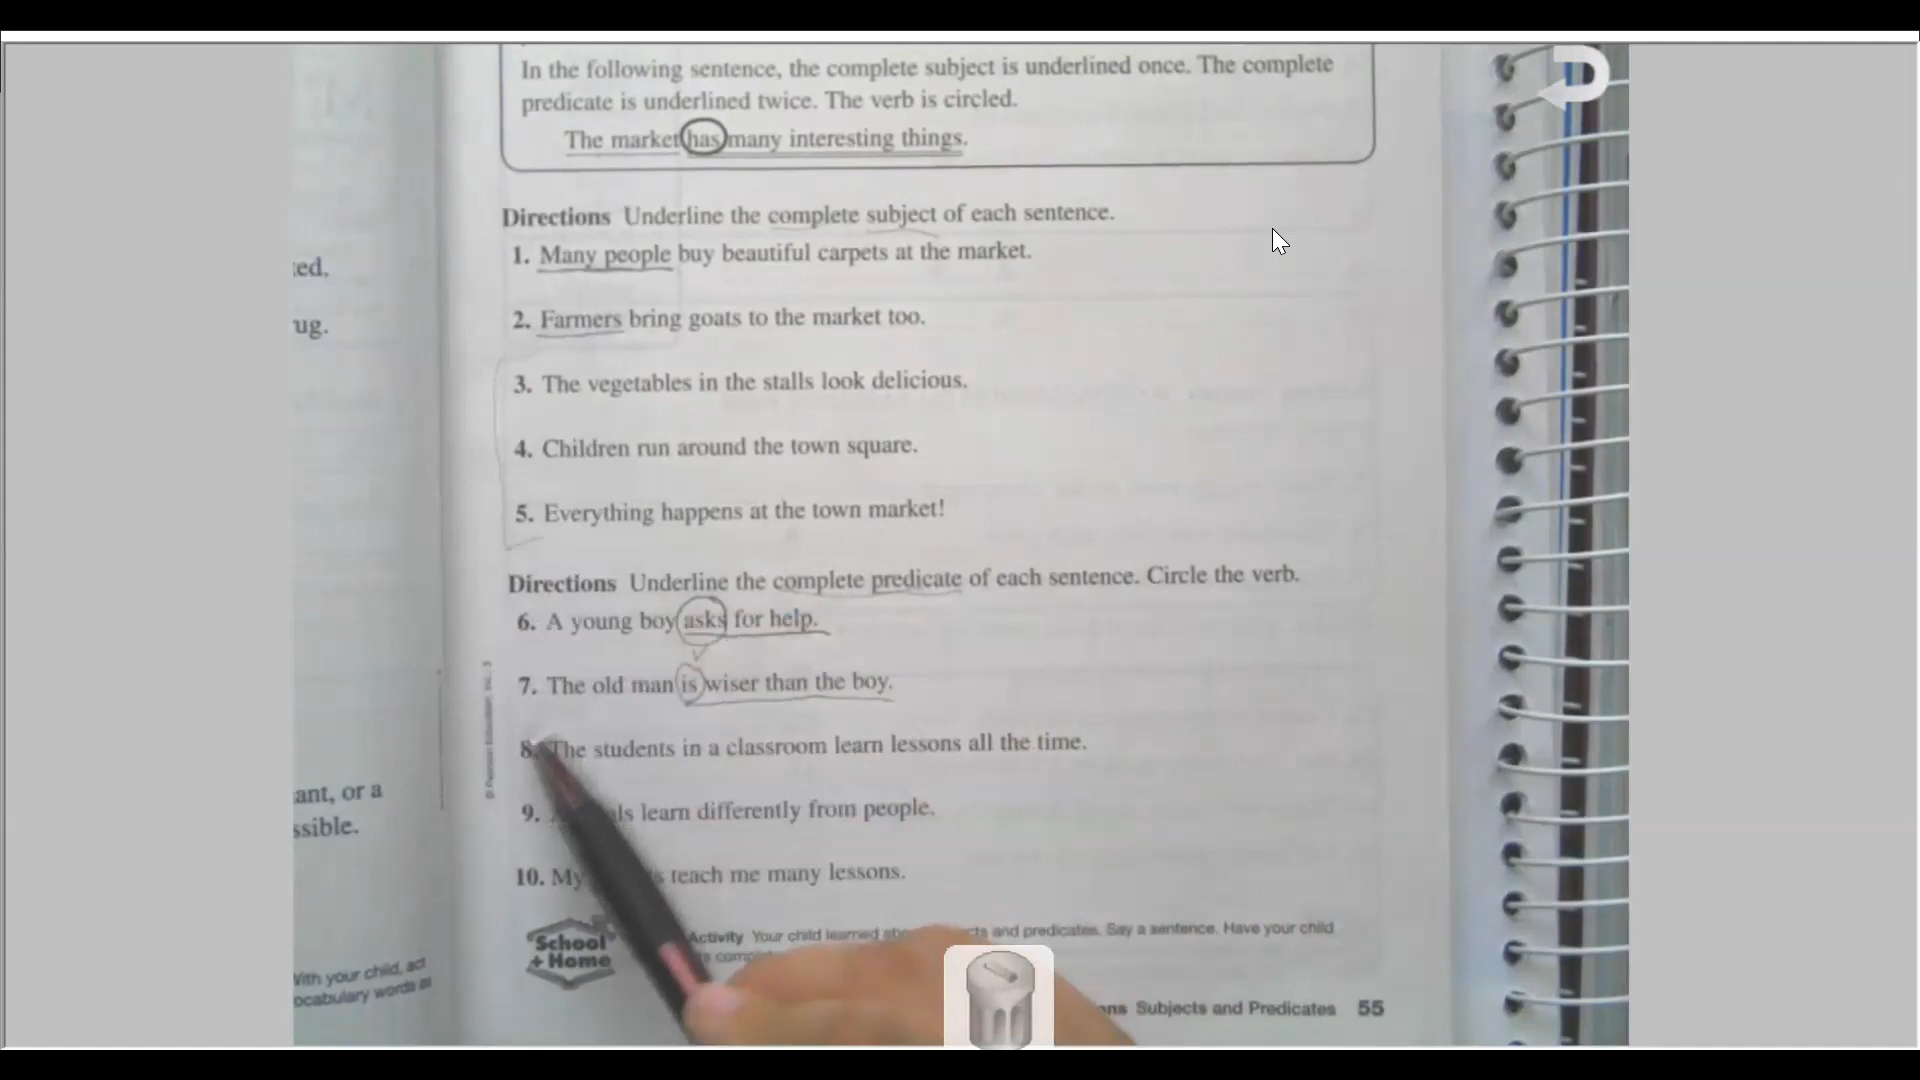 In the following sentence, the complete subject is underlined once. The complete
predicate is underlined twice. The verb is circled.
The market has many interesting things.
Directions Underline the complete subject of each sentence.
1. Many people buy beautiful carpets at the market.
2. Farmers bring goats to the market too.
3. The vegetables in the stalls look delicious.
4. Children run around the town square.
5. Everything happens at the town market!
Directions Underline the complete predicate of each sentence. Circle the verb.
6. A young boy asks for help.
7. The old man is wiser than the boy.
8. The students in a classroom learn lessons all the time.
9. learn differently from people.
10. My teach me many lessons.
School
+ Home
Activity Your child learned and predicates. Say a sentence. Have your child
Subjects and Predicates 55
ug.
ant, or a
With your child, act
ocabulary words as